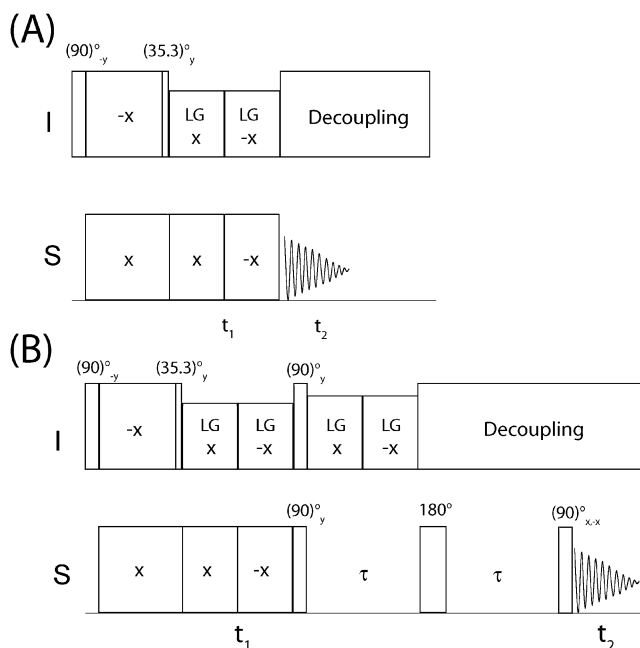 (A)
(90)°-y (35.3)°y
I -x LG x LG -x Decoupling
S x x -x
t1 t2
(B)
(90)°-y (35.3)°y (90)°y
I -x LG x LG -x LG x LG -x Decoupling
(90)°y 180° (90)°x,-x
S x x -x τ τ
t1 t2